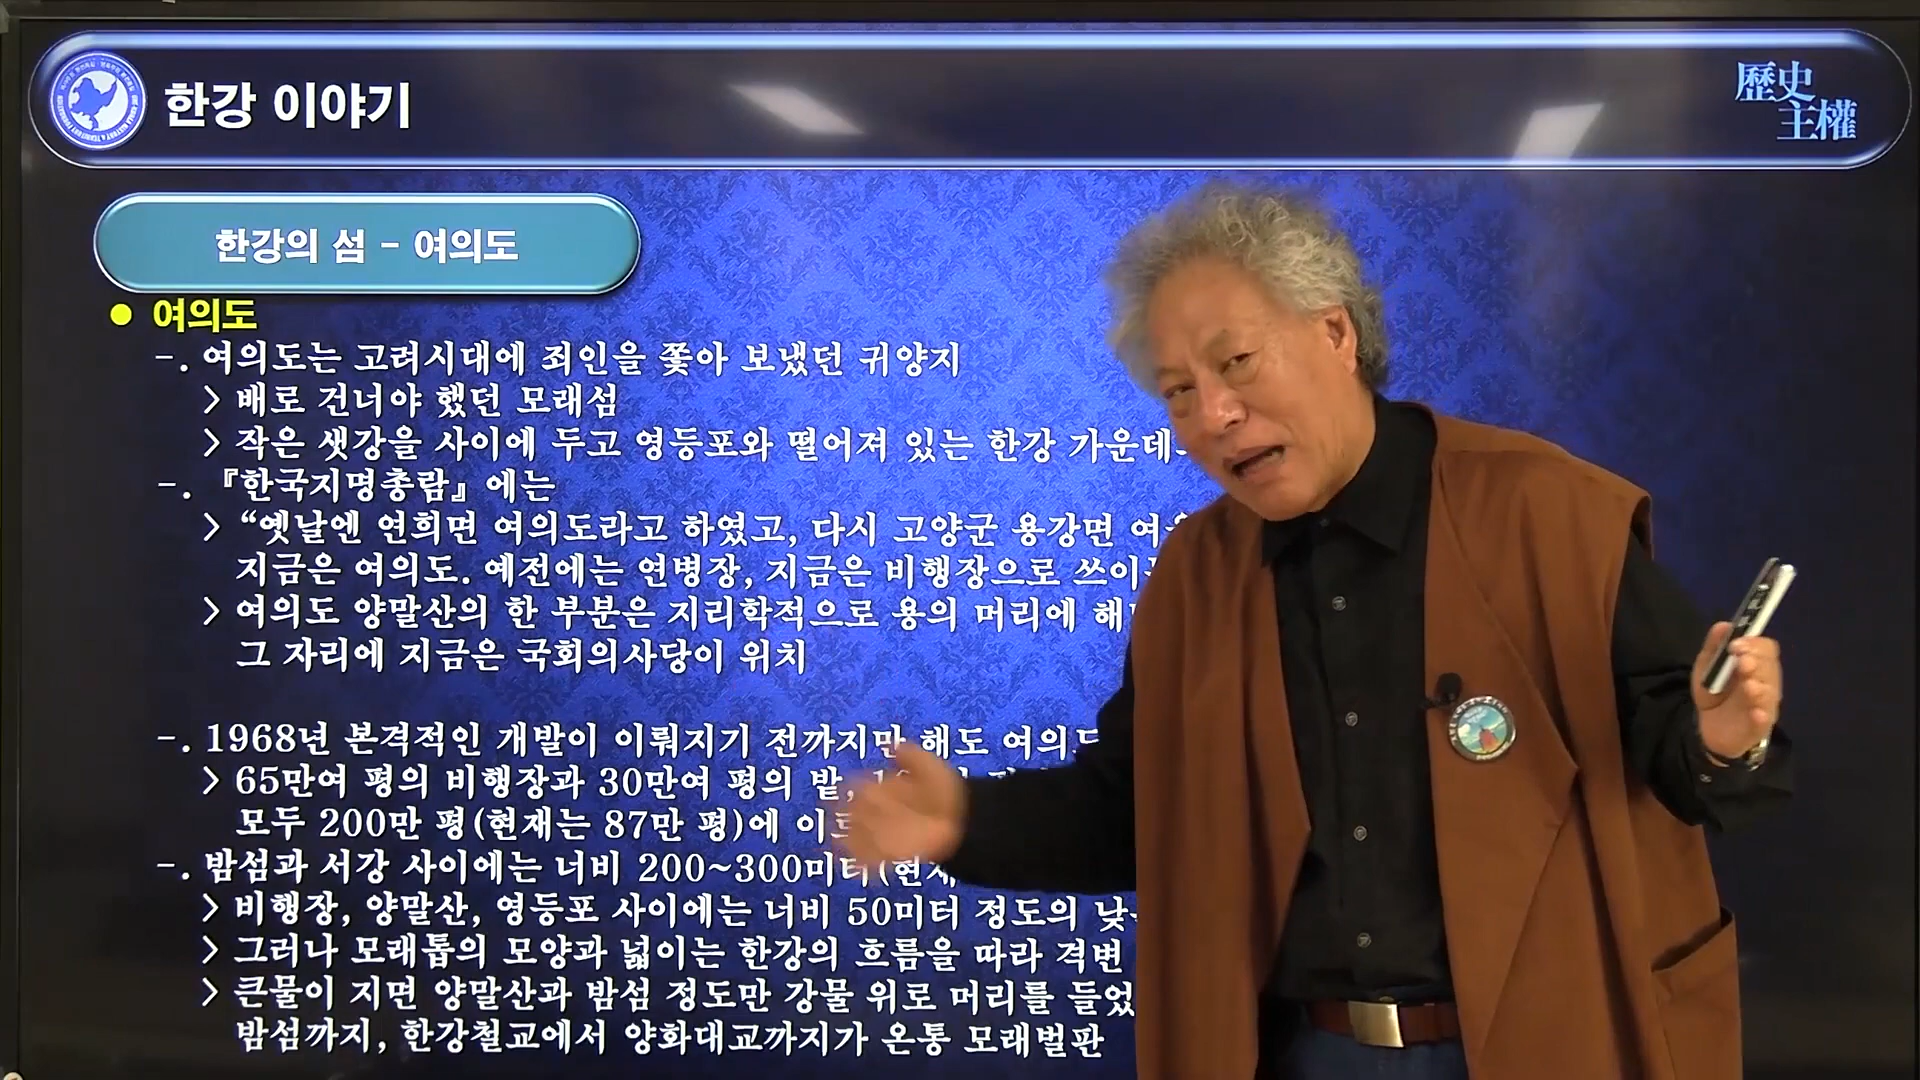 한강 이야기
歷史
主權
한강의 섬 - 여의도
● 여의도
-. 여의도는 고려시대에 죄인을 쫓아 보냈던 귀양지
> 배로 건너야 했던 모래섬
> 작은 샛강을 사이에 두고 영등포와 떨어져 있는 한강 가운데
-. 『한국지명총람』에는
> “옛날엔 연희면 여의도라고 하였고, 다시 고양군 용강면
지금은 여의도. 예전에는 연병장, 지금은 비행장으로
> 여의도 양말산의 한 부분은 지리학적으로 용의 머리에
그 자리에 지금은 국회의사당이 위치
-. 1968년 본격적인 개발이 이뤄지기 전까지만 해도
> 65만여 평의 비행장과 30만여 평의 밭,
모두 200만 평(현재는 87만 평)에
-. 밤섬과 서강 사이에는 너비 200~300미터
> 비행장, 양말산, 영등포 사이에는 너비 50미터 정도의
> 그러나 모래톱의 모양과 넓이는 한강의 흐름을 따라 격변
> 큰물이 지면 양말산과 밤섬 정도만 강물 위로 머리를
밤섬까지, 한강철교에서 양화대교까지가 온통 모래벌판